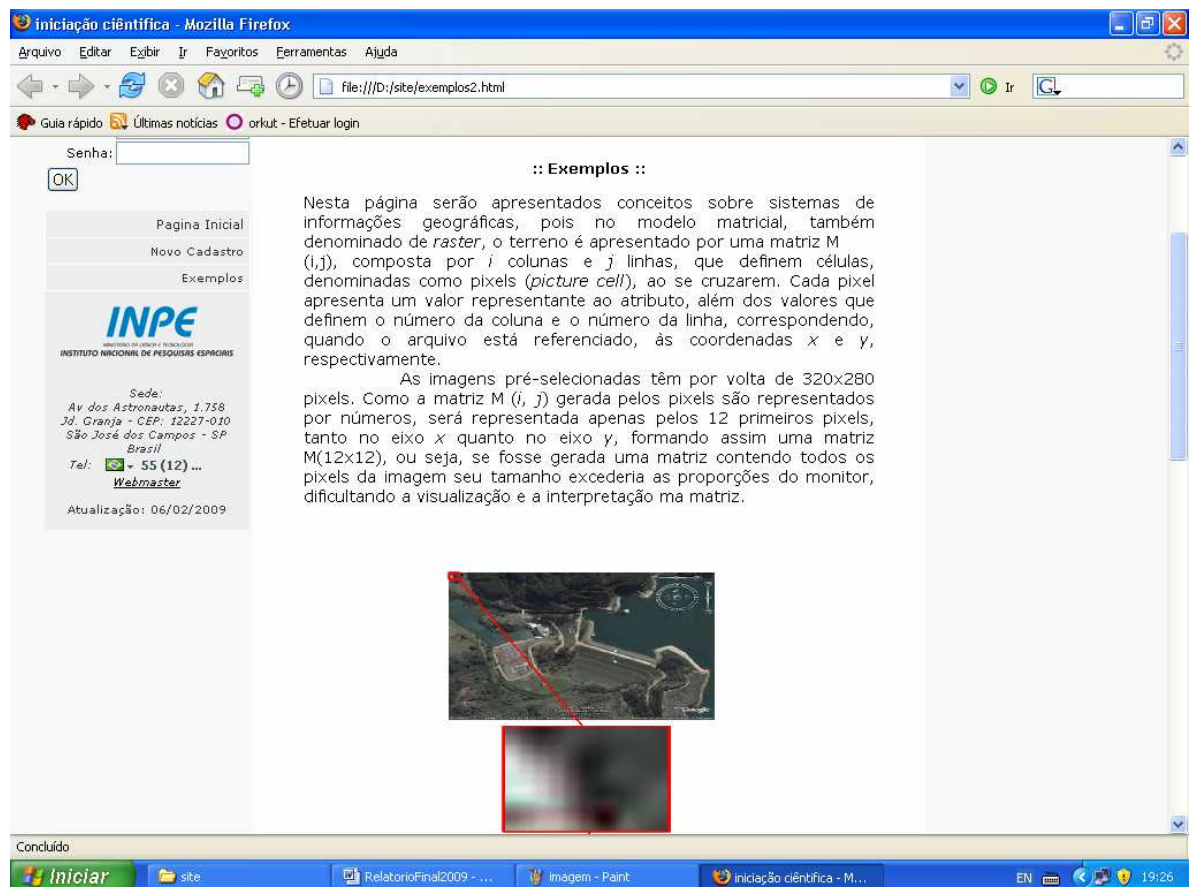 iniciação ciêntifica - Mozilla Firefox
Arquivo Editar Exibir Ir Favoritos Ferramentas Ajuda
file:///D:/site/exemplos2.html
Ir
G
Guia rápido Últimas notícias orkut - Efetuar login
Senha:
OK
Pagina Inicial
Novo Cadastro
Exemplos
INPE
MINISTÉRIO DA CIÊNCIA E TECNOLOGIA
INSTITUTO NACIONAL DE PESQUISAS ESPACIAIS
Sede:
Av dos Astronautas, 1.758
Jd. Granja - CEP: 12227-010
São José dos Campos - SP
Brasil
Tel: 55 (12) ...
Webmaster
Atualização: 06/02/2009
:: Exemplos ::
Nesta página serão apresentados conceitos sobre sistemas de
informações geográficas, pois no modelo matricial, também
denominado de raster, o terreno é apresentado por uma matriz M
(i,j), composta por i colunas e j linhas, que definem células,
denominadas como pixels (picture cell), ao se cruzarem. Cada pixel
apresenta um valor representante ao atributo, além dos valores que
definem o número da coluna e o número da linha, correspondendo,
quando o arquivo está referenciado, às coordenadas x e y,
respectivamente.
As imagens pré-selecionadas têm por volta de 320x280
pixels. Como a matriz M (i, j) gerada pelos pixels são representados
por números, será representada apenas pelos 12 primeiros pixels,
tanto no eixo x quanto no eixo y, formando assim uma matriz
M(12x12), ou seja, se fosse gerada uma matriz contendo todos os
pixels da imagem seu tamanho excederia as proporções do monitor,
dificultando a visualização e a interpretação ma matriz.
Google
Concluído
Iniciar
site
RelatorioFinal2009 - ...
imagem - Paint
iniciação ciêntifica - M...
EN
19:26